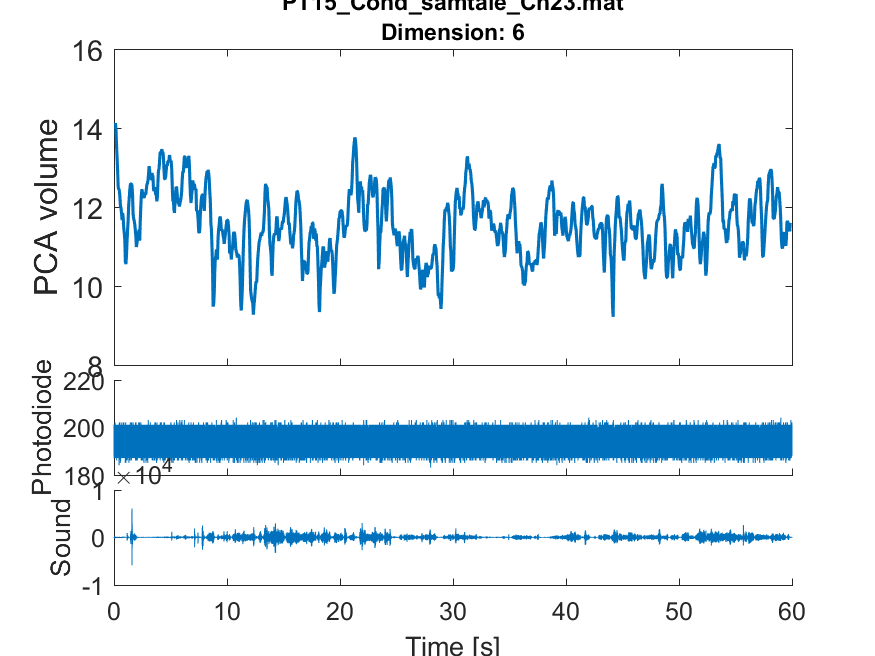 PT15_Cond_samtale_Ch23.mat
Dimension: 6
16
14
12
10
8
PCA volume
220
200
180
Photodiode
×10⁴
1
0
-1
Sound
0 10 20 30 40 50 60
Time [s]